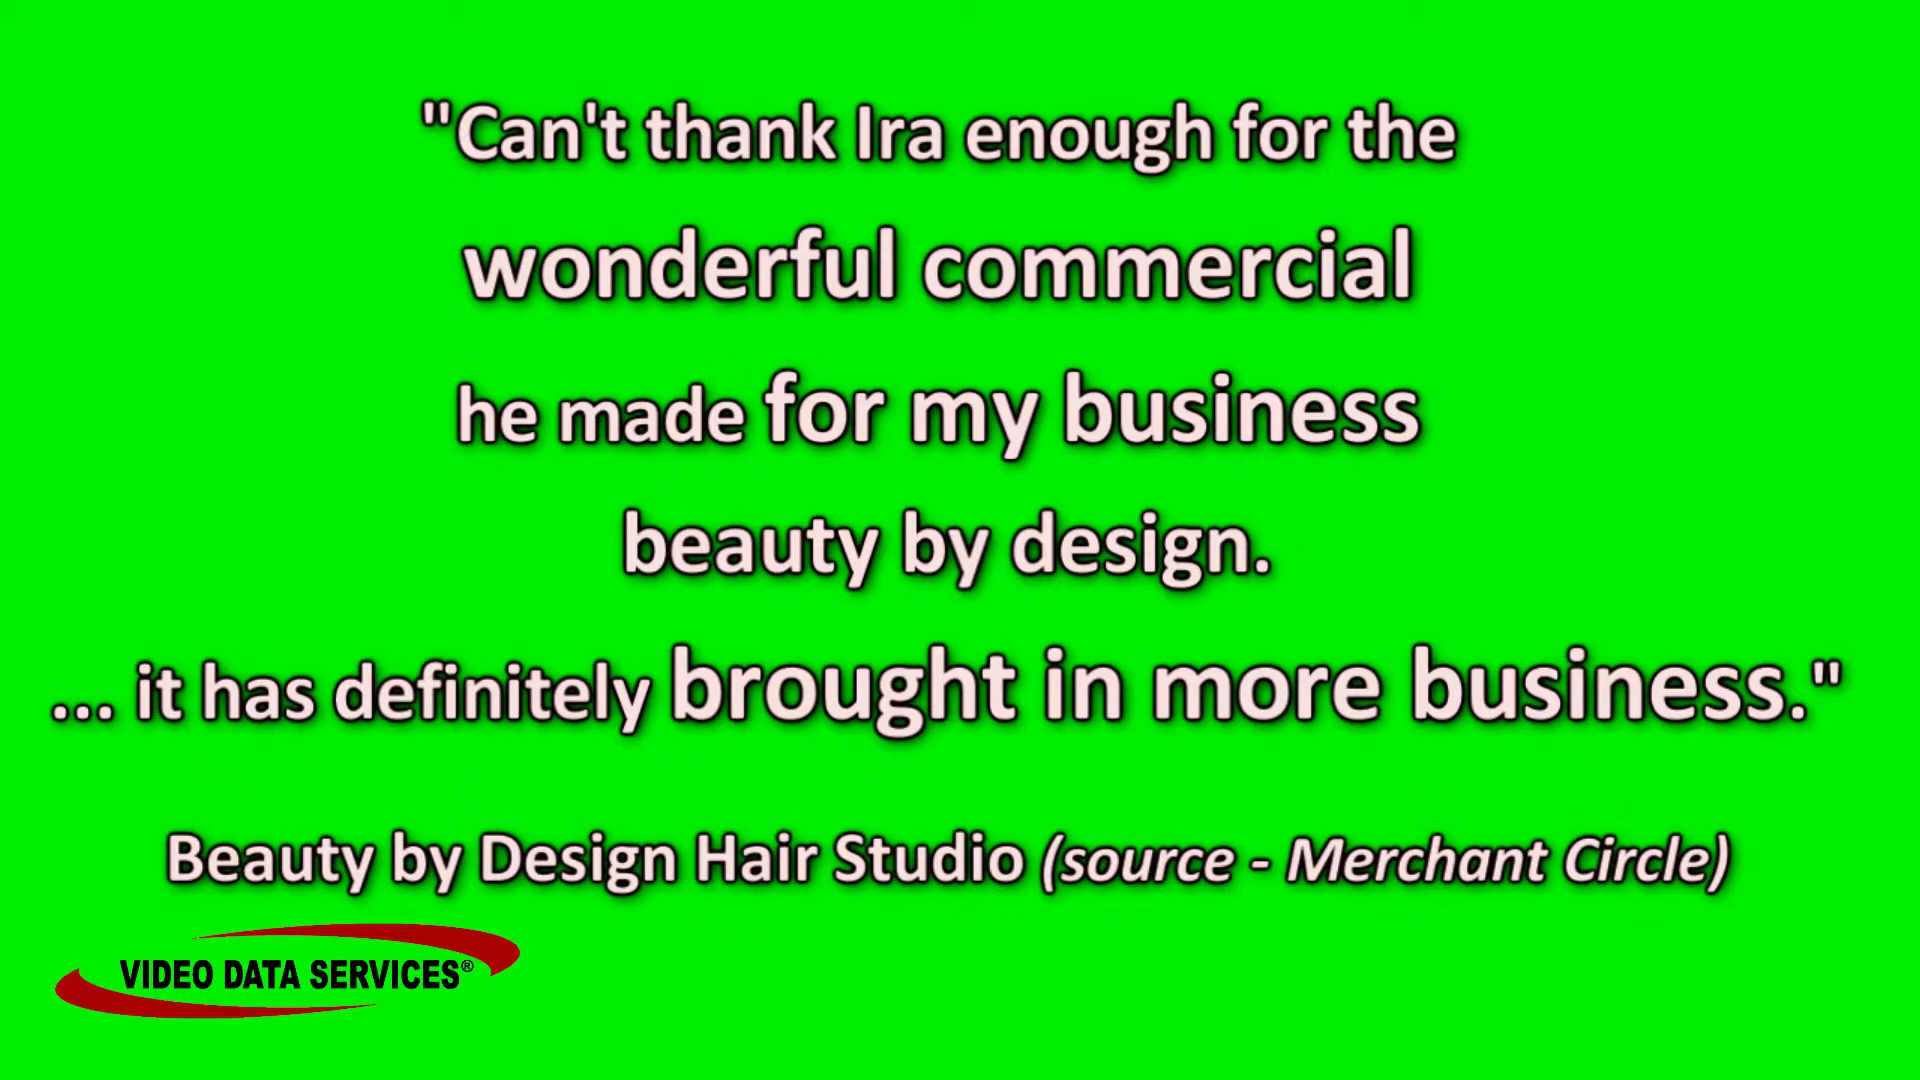 "Can't thank Ira enough for the
wonderful commercial
he made for my business
beauty by design.
... it has definitely brought in more business."
Beauty by Design Hair Studio (source - Merchant Circle)
VIDEO DATA SERVICES®